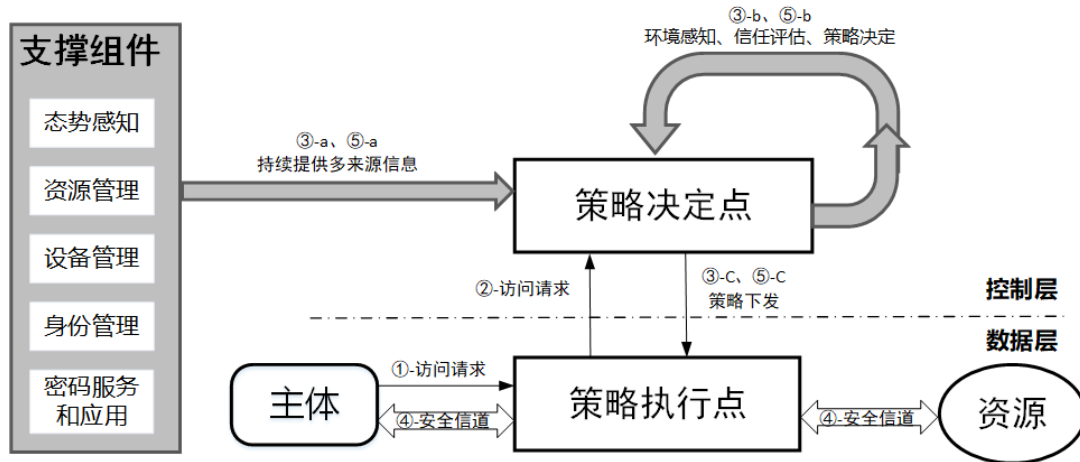 支撑组件
态势感知
资源管理
设备管理
身份管理
密码服务
和应用
③-b、⑤-b
环境感知、信任评估、策略决定
③-a、⑤-a
持续提供多来源信息
策略决定点
②-访问请求
③-C、⑤-C
策略下发
控制层
数据层
主体
①-访问请求
④-安全信道
策略执行点
④-安全信道
资源